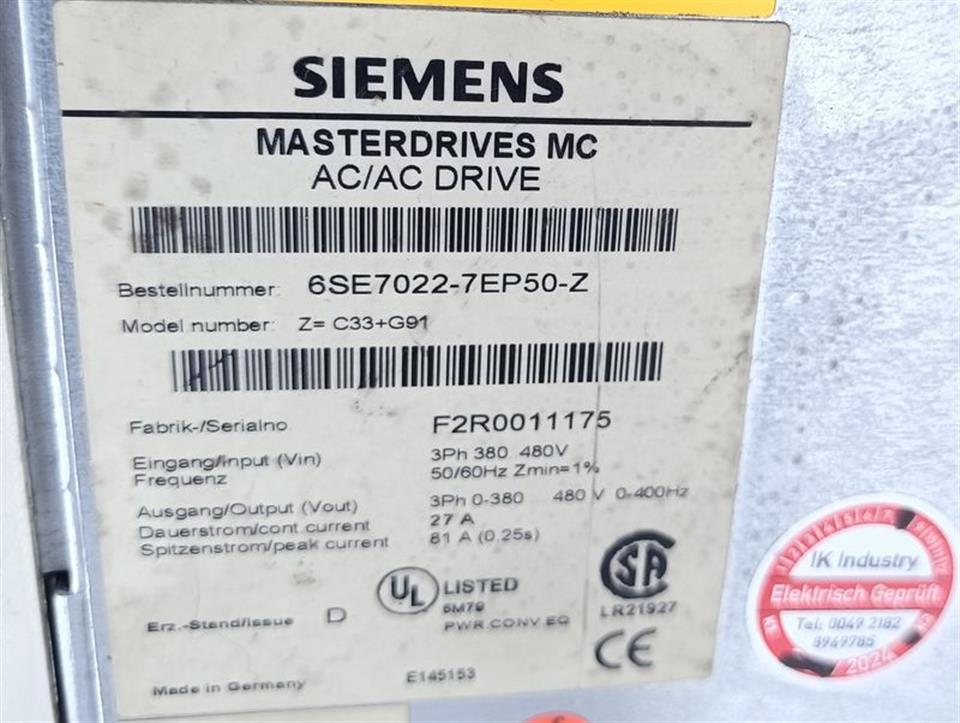 SIEMENS
MASTERDRIVES MC
AC/AC DRIVE
Bestellnummer: 6SE7022-7EP50-Z
Model number: Z= C33+G91
Fabrik-/Serialno. F2R0011175
Eingang/Input (Vin) 3Ph 380 480V
Frequenz 50/60Hz Zmin=1%
Ausgang/Output (Vout) 3Ph 0-380 480 V 0-400Hz
Dauerstrom/cont.current 27 A
Spitzenstrom/peak current 81 A (0.25s)
UL LISTED
5M79
PWR.CONV.EQ
SA
LR21927
CE
Erz.-Stand/Issue D
Made in Germany E145153
IK Industry
Elektrisch Geprüft
Tel: 0049 2182
8949785
2024